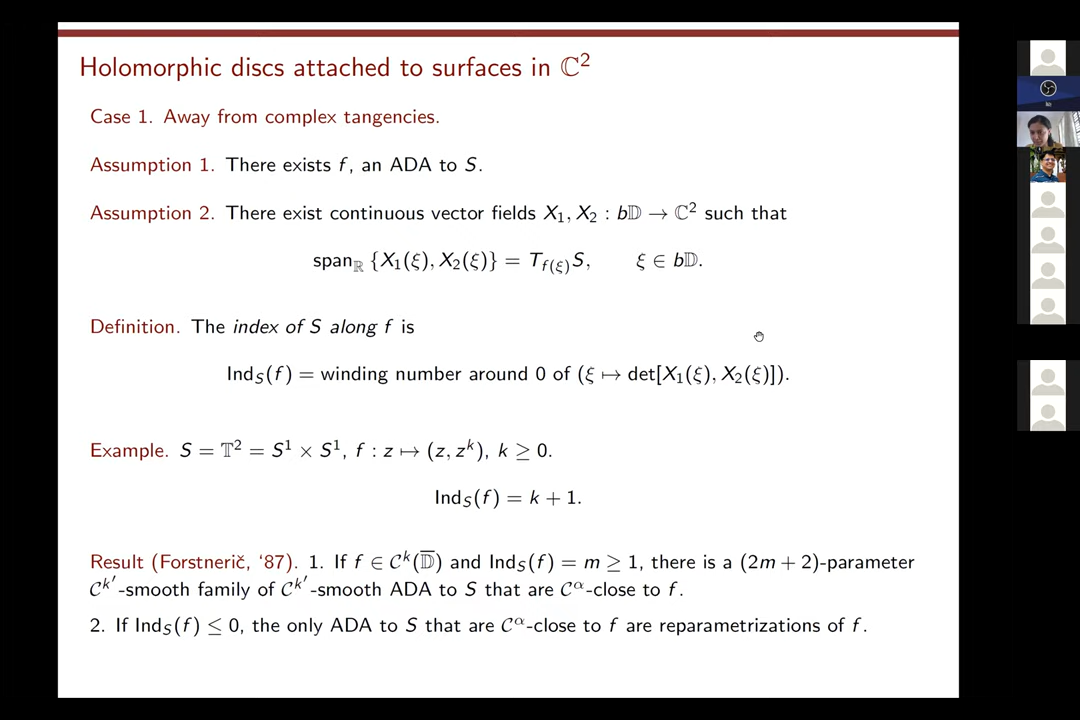 Holomorphic discs attached to surfaces in ℂ²
Case 1. Away from complex tangencies.
Assumption 1. There exists f, an ADA to S.
Assumption 2. There exist continuous vector fields X₁, X₂ : b𝔻 → ℂ² such that
span_ℝ {X₁(ξ), X₂(ξ)} = T_{f(ξ)}S, ξ ∈ b𝔻.
Definition. The index of S along f is
Ind_S(f) = winding number around 0 of (ξ ↦ det[X₁(ξ), X₂(ξ)]).
Example. S = 𝕋² = S¹ × S¹, f : z ↦ (z, z^k), k ≥ 0.
Ind_S(f) = k + 1.
Result (Forstnerič, ‘87). 1. If f ∈ 𝒞^k(𝔻̅) and Ind_S(f) = m ≥ 1, there is a (2m + 2)-parameter
𝒞^{k′}-smooth family of 𝒞^{k′}-smooth ADA to S that are 𝒞^α-close to f.
2. If Ind_S(f) ≤ 0, the only ADA to S that are 𝒞^α-close to f are reparametrizations of f.